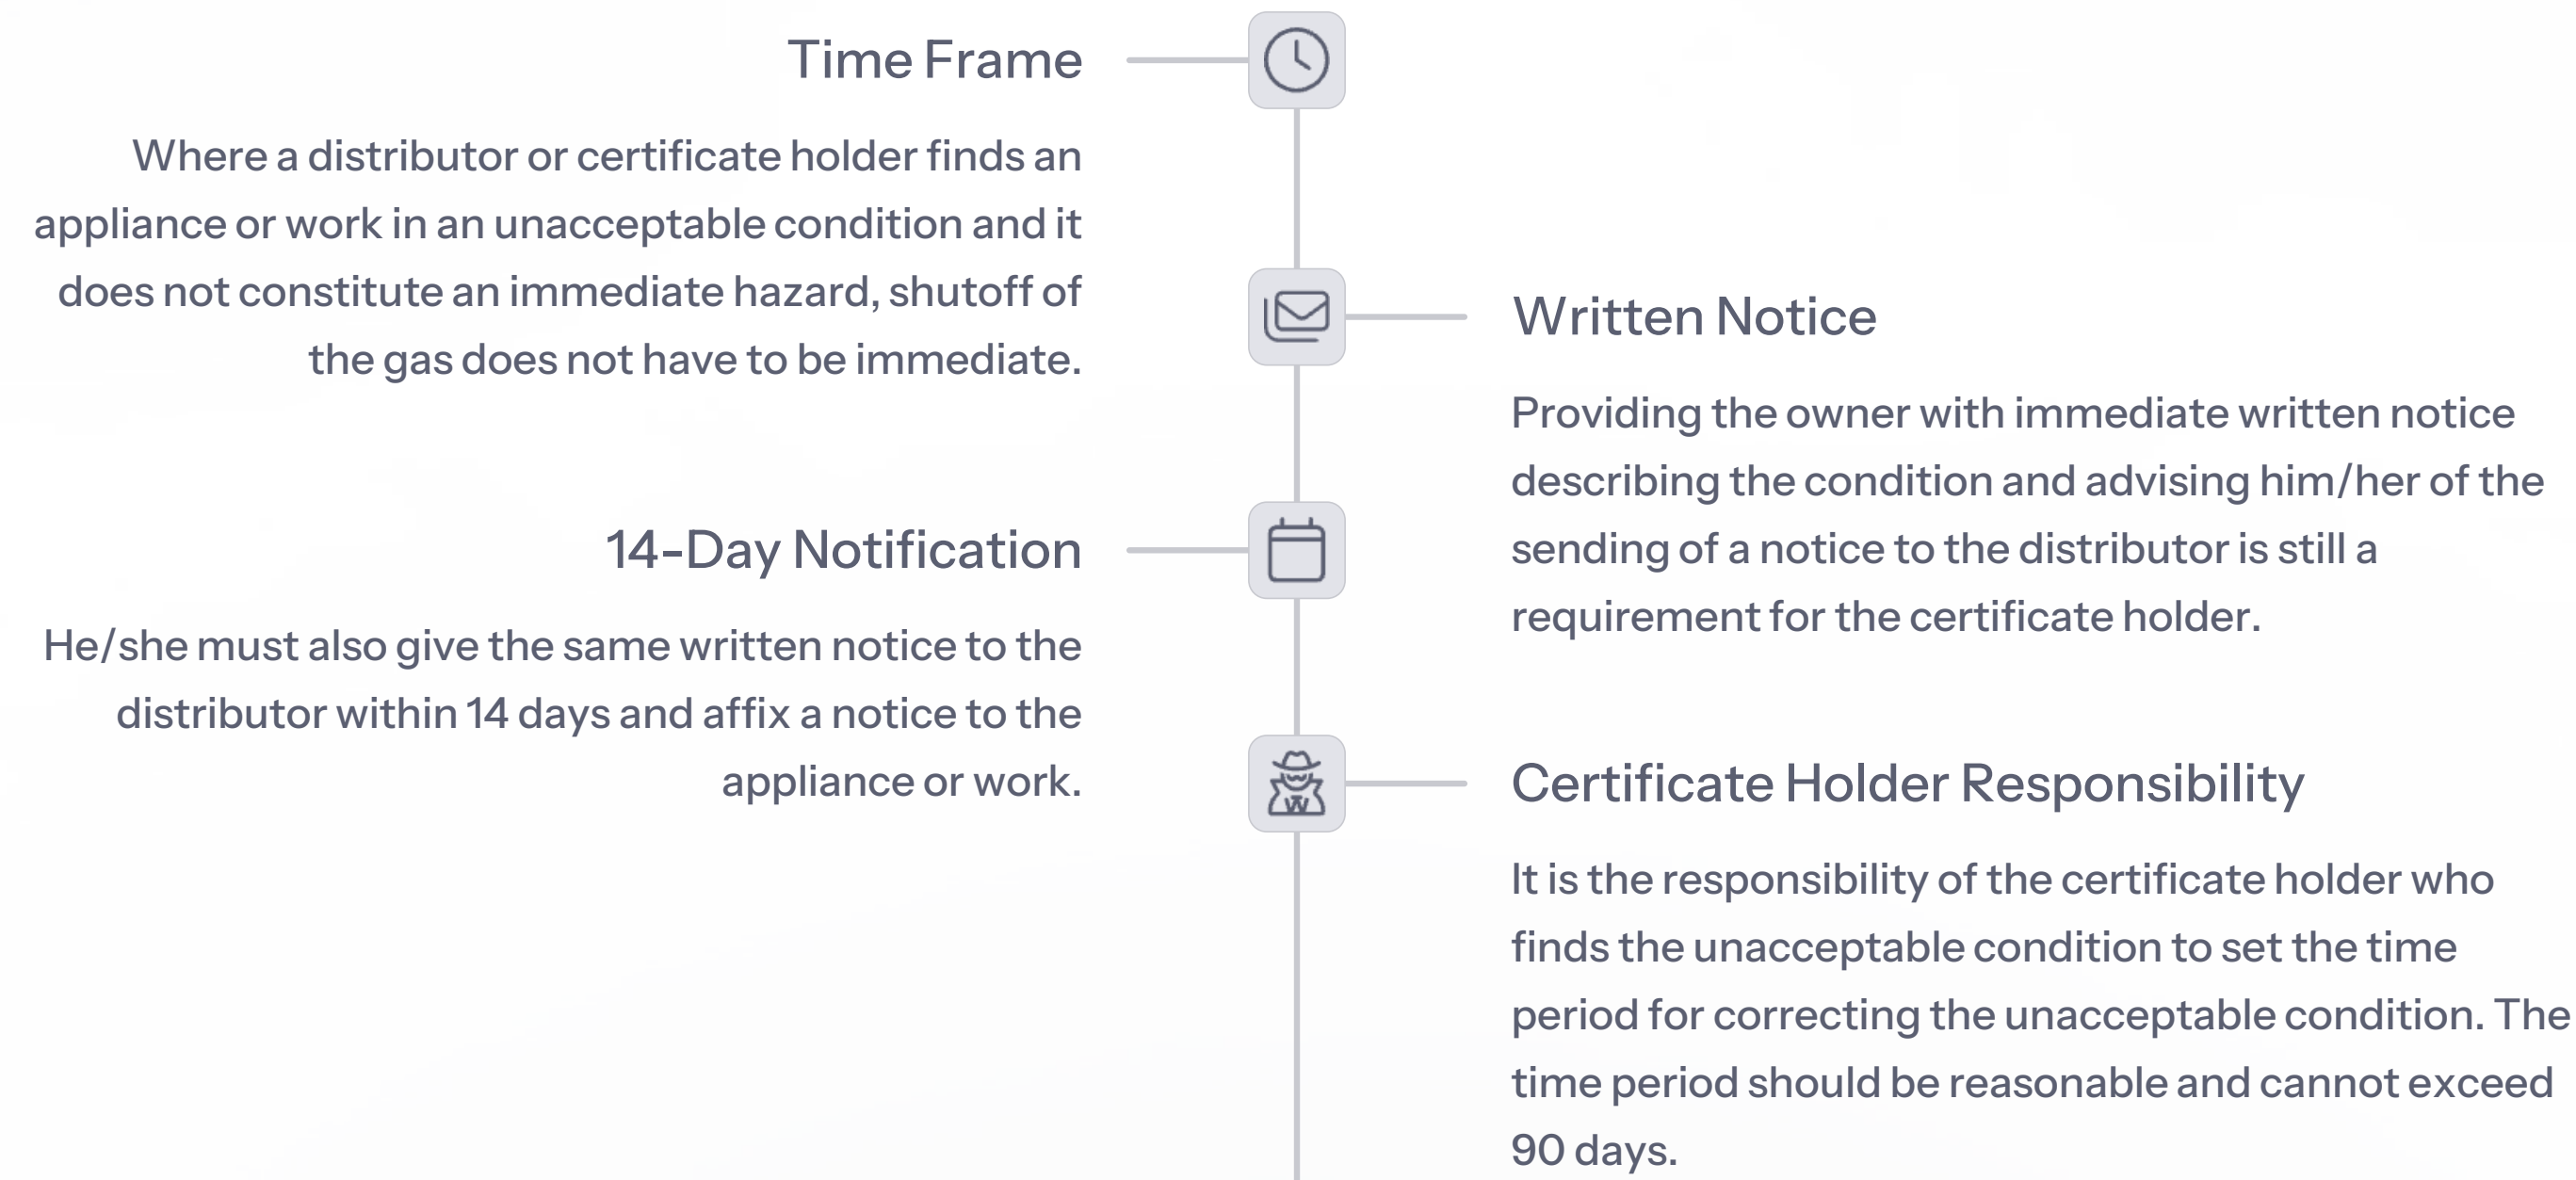 Time Frame
Where a distributor or certificate holder finds an
appliance or work in an unacceptable condition and it
does not constitute an immediate hazard, shutoff of
the gas does not have to be immediate.
Written Notice
Providing the owner with immediate written notice
describing the condition and advising him/her of the
sending of a notice to the distributor is still a
requirement for the certificate holder.
14-Day Notification
He/she must also give the same written notice to the
distributor within 14 days and affix a notice to the
appliance or work.
Certificate Holder Responsibility
It is the responsibility of the certificate holder who
finds the unacceptable condition to set the time
period for correcting the unacceptable condition. The
time period should be reasonable and cannot exceed
90 days.